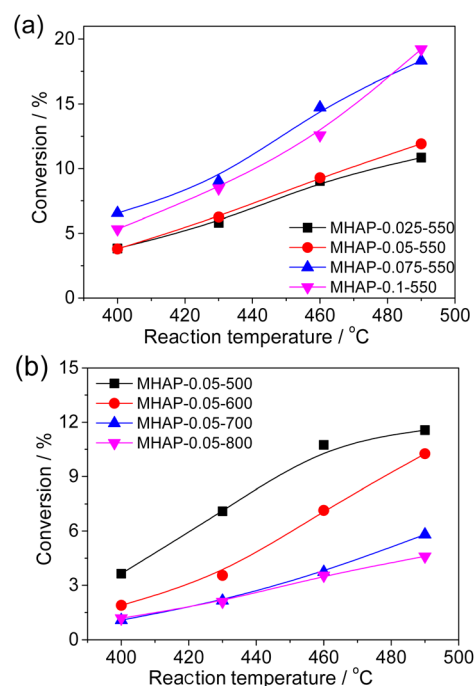 (a)
20
15
10
5
0
Conversion / %
MHAP-0.025-550
MHAP-0.05-550
MHAP-0.075-550
MHAP-0.1-550
400 420 440 460 480 500
Reaction temperature / °C
(b)
15
12
9
6
3
0
Conversion / %
MHAP-0.05-500
MHAP-0.05-600
MHAP-0.05-700
MHAP-0.05-800
400 420 440 460 480 500
Reaction temperature / °C